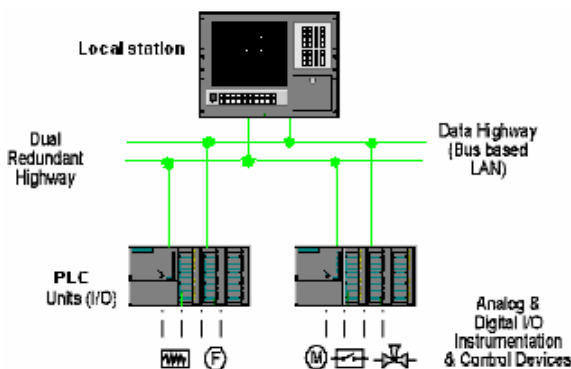 Local station
Dual
Redundant
Highway
Data Highway
(Bus based
LAN)
PLC
Units (I/O)
Analog &
Digital I/O
Instrumentation
& Control Devices
F
M